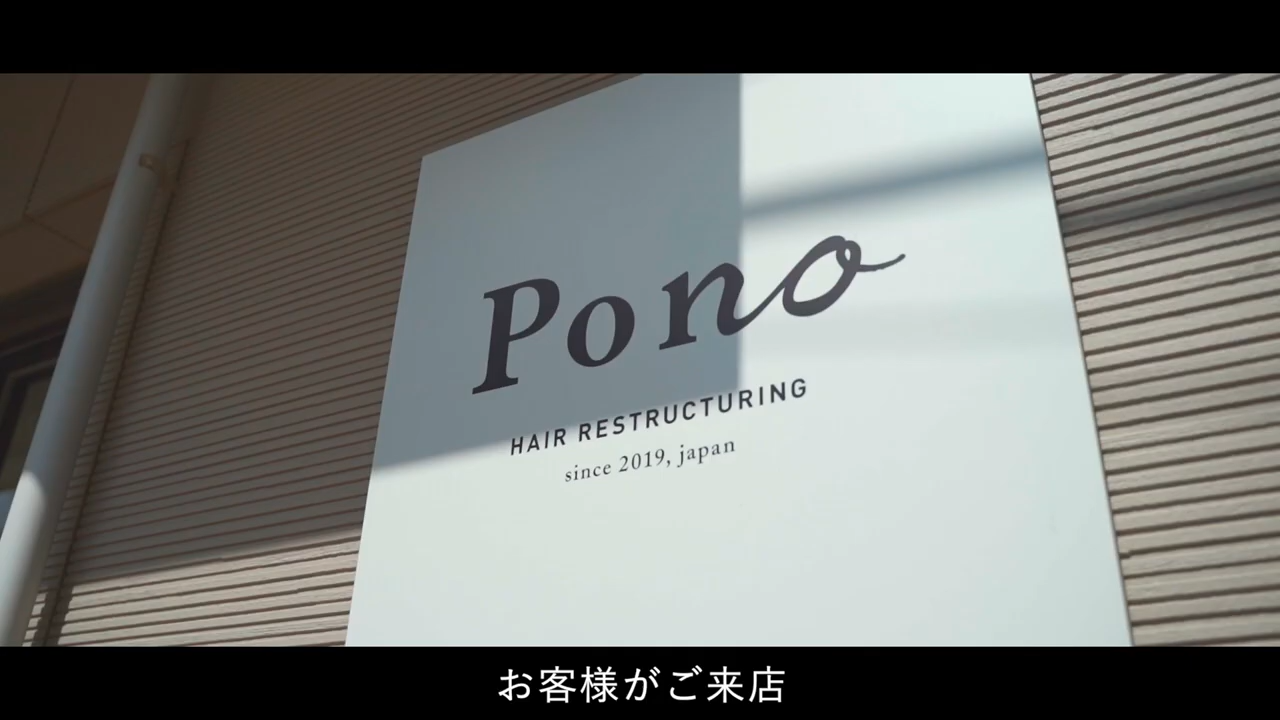 Pono
HAIR RESTRUCTURING
since 2019, japan
お客様がご来店